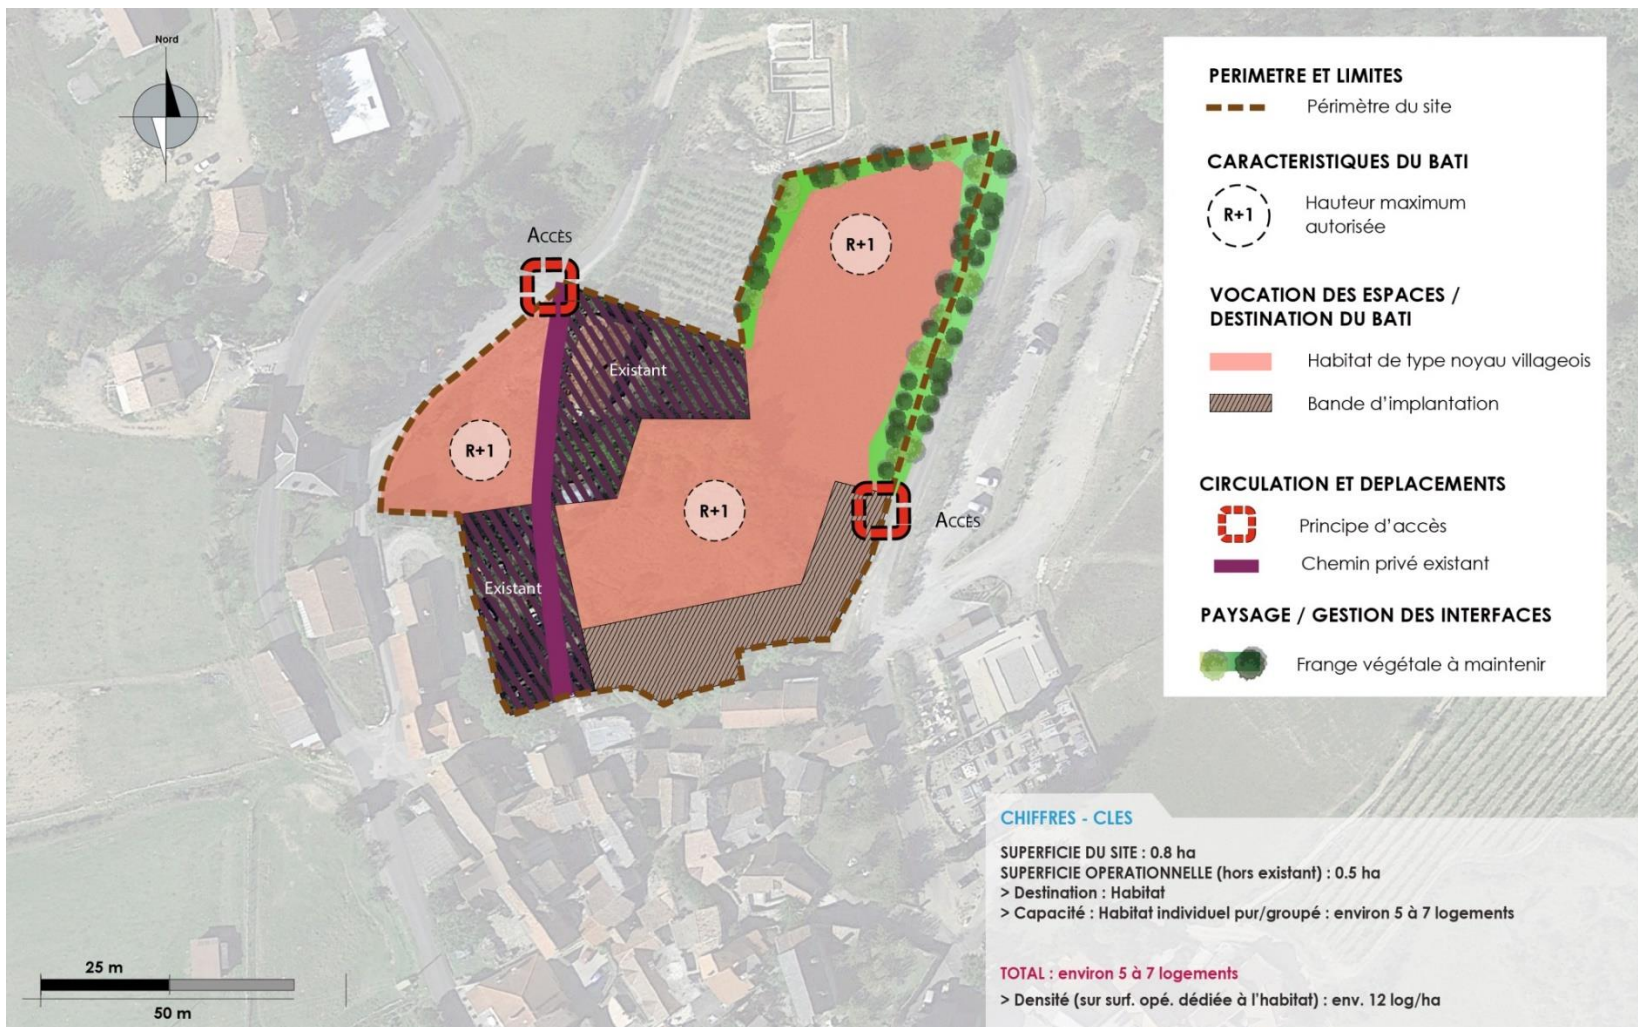 Nord
ACCÈS
R+1
Existant
R+1
R+1
ACCÈS
Existant
PERIMETRE ET LIMITES
Périmètre du site
CARACTERISTIQUES DU BATI
R+1
Hauteur maximum
autorisée
VOCATION DES ESPACES /
DESTINATION DU BATI
Habitat de type noyau villageois
Bande d'implantation
CIRCULATION ET DEPLACEMENTS
Principe d'accès
Chemin privé existant
PAYSAGE / GESTION DES INTERFACES
Frange végétale à maintenir
CHIFFRES - CLES
SUPERFICIE DU SITE : 0.8 ha
SUPERFICIE OPERATIONNELLE (hors existant) : 0.5 ha
> Destination : Habitat
> Capacité : Habitat individuel pur/groupé : environ 5 à 7 logements
TOTAL : environ 5 à 7 logements
> Densité (sur surf. opé. dédiée à l'habitat) : env. 12 log/ha
25 m
50 m